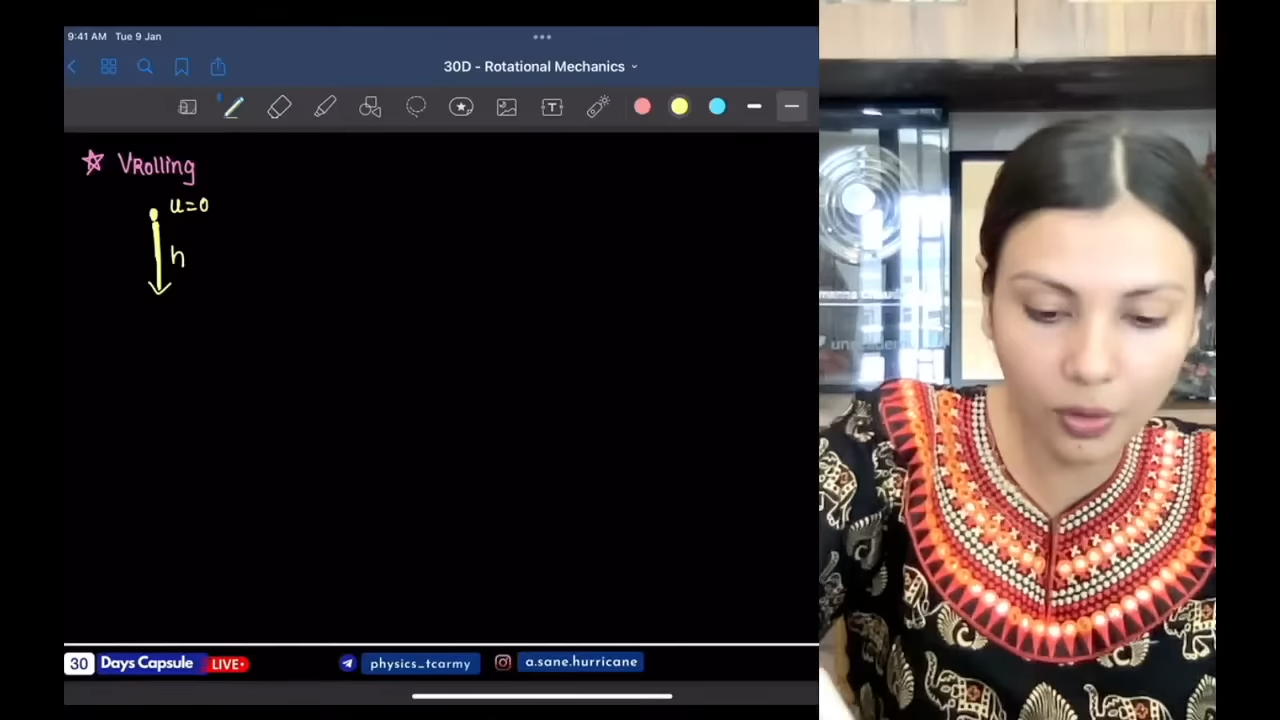 9:41 AM Tue 9 Jan
30D - Rotational Mechanics
☆ VRolling
u=0
h
30 Days Capsule LIVE
physics_tcarmy
a.sane.hurricane